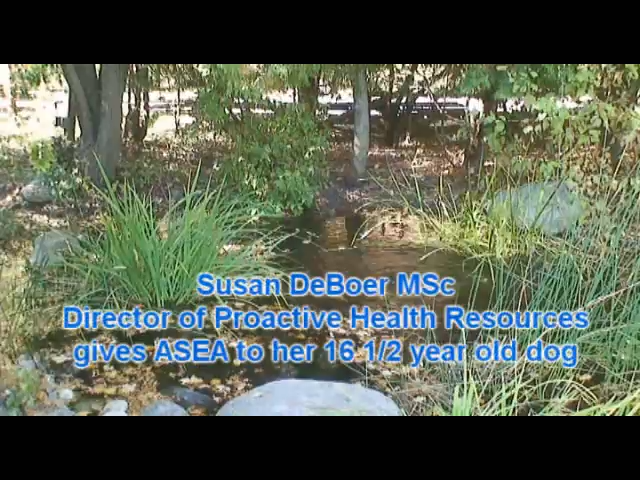 Susan DeBoer MSc
Director of Proactive Health Resources
gives ASEA to her 16 1/2 year old dog